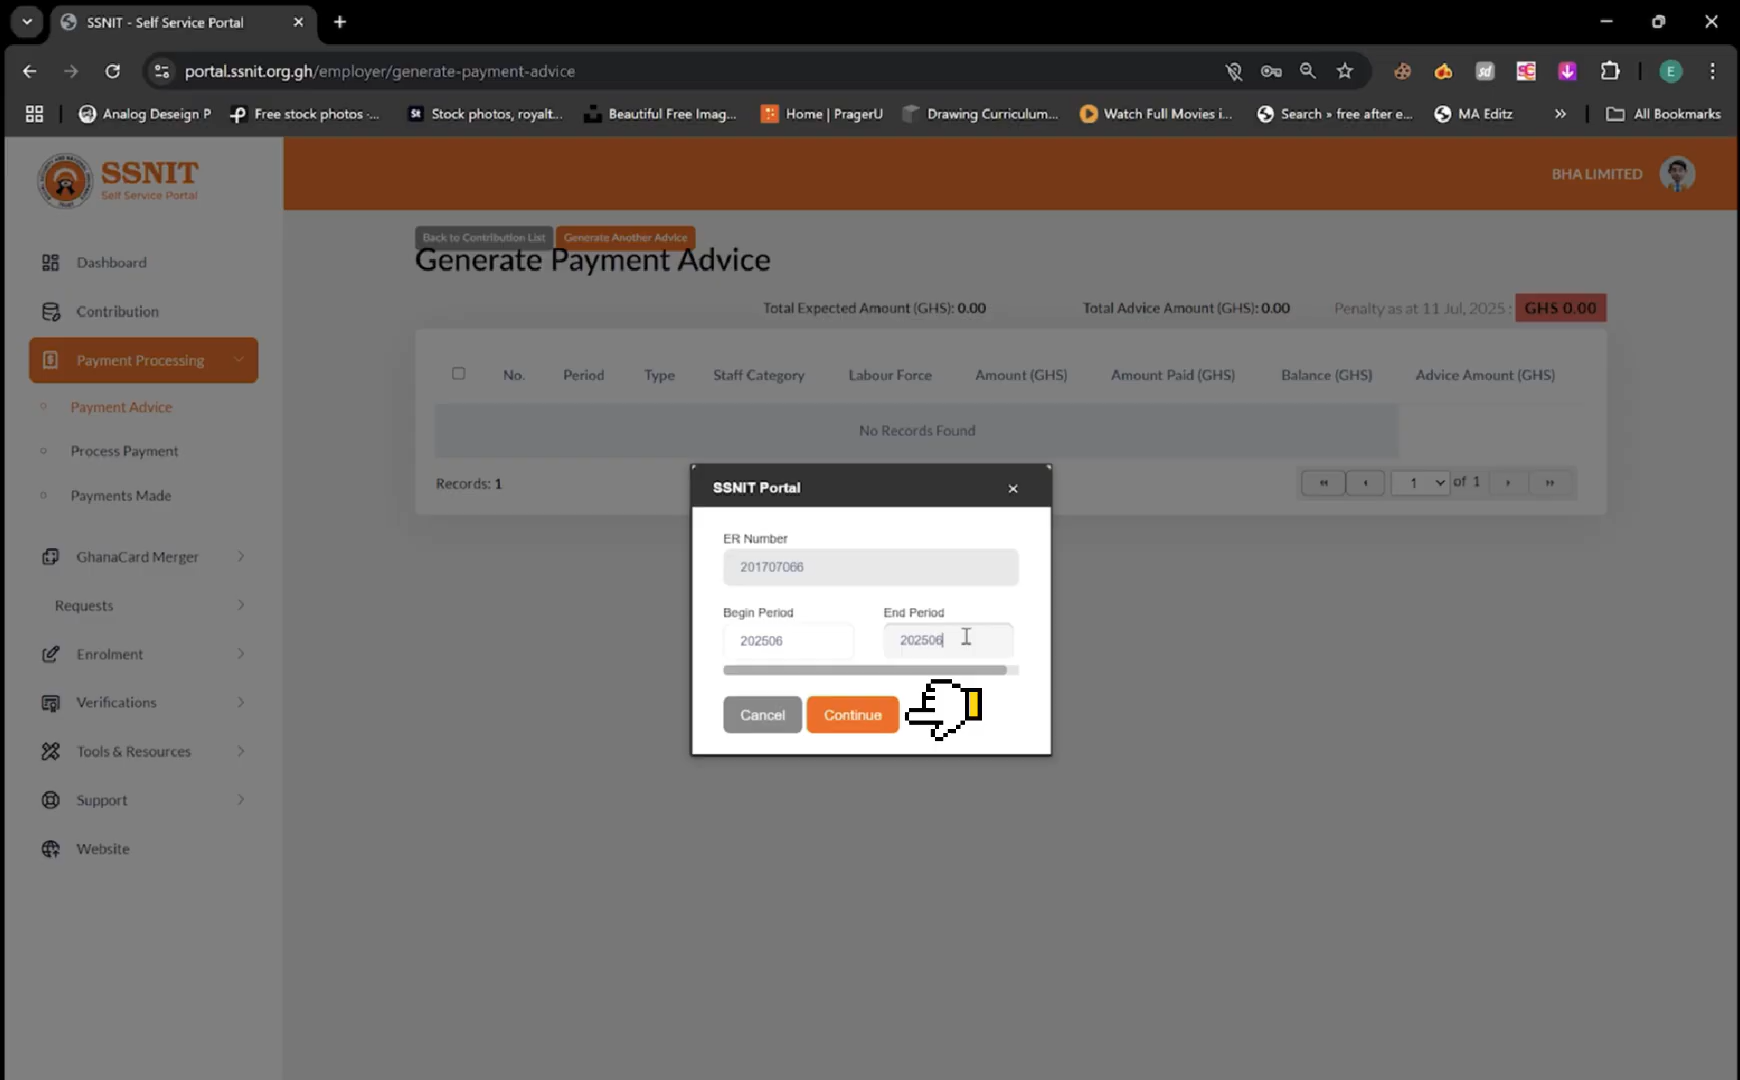 SSNIT - Self Service Portal
portal.ssnit.org.gh/employer/generate-payment-advice
E
Analog Deseign P
Free stock photos -...
Stock photos, royalt...
Beautiful Free Imag...
Home | PragerU
Drawing Curriculum...
Watch Full Movies i...
Search » free after e...
MA Editz
»
All Bookmarks
SSNIT
Self Service Portal
BHA LIMITED
Dashboard
Contribution
Payment Processing
Payment Advice
Process Payment
Payments Made
GhanaCard Merger
Requests
Enrolment
Verifications
Tools & Resources
Support
Website
Back to Contribution List
Generate Another Advice
Generate Payment Advice
Total Expected Amount (GHS): 0.00
Total Advice Amount (GHS): 0.00
Penalty as at 11 Jul, 2025 : GHS 0.00
No. Period Type Staff Category Labour Force Amount (GHS) Amount Paid (GHS) Balance (GHS) Advice Amount (GHS)
No Records Found
Records: 1
1 of 1
SSNIT Portal
ER Number
201707066
Begin Period End Period
202506 202506
Cancel Continue